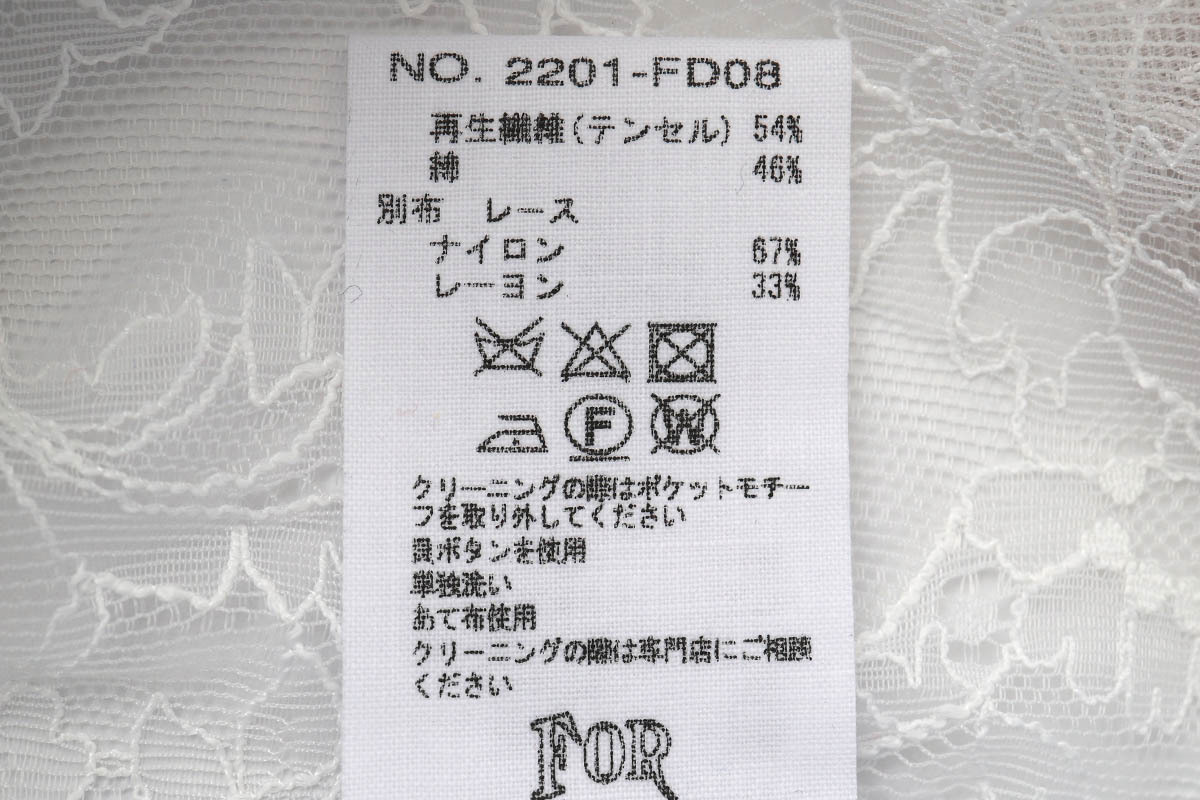 NO. 2201-FD08
再生繊維(テンセル) 54%
綿 46%
別布 レース
ナイロン 67%
レーヨン 33%
F
W
クリーニングの際はポケットモチー
フを取り外してください
貝ボタンを使用
単独洗い
あて布使用
クリーニングの際は専門店にご相談
ください
FOR